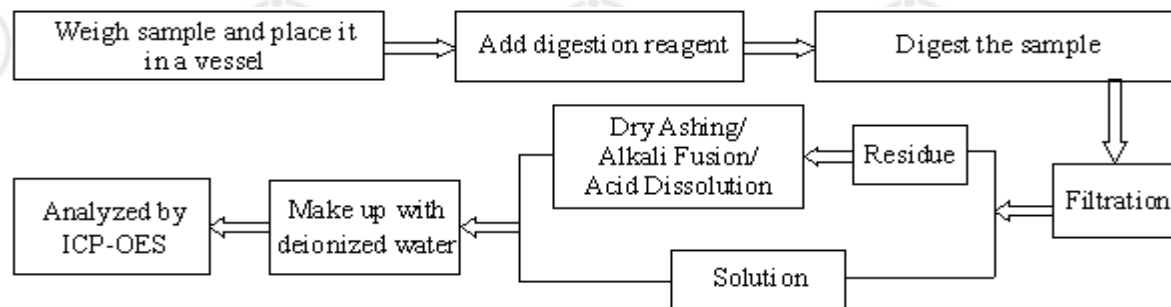 Weigh sample and place it
in a vessel
Add digestion reagent
Digest the sample
Filtration
Residue
Dry Ashing/
Alkali Fusion/
Acid Dissolution
Solution
Make up with
deionized water
Analyzed by
ICP-OES